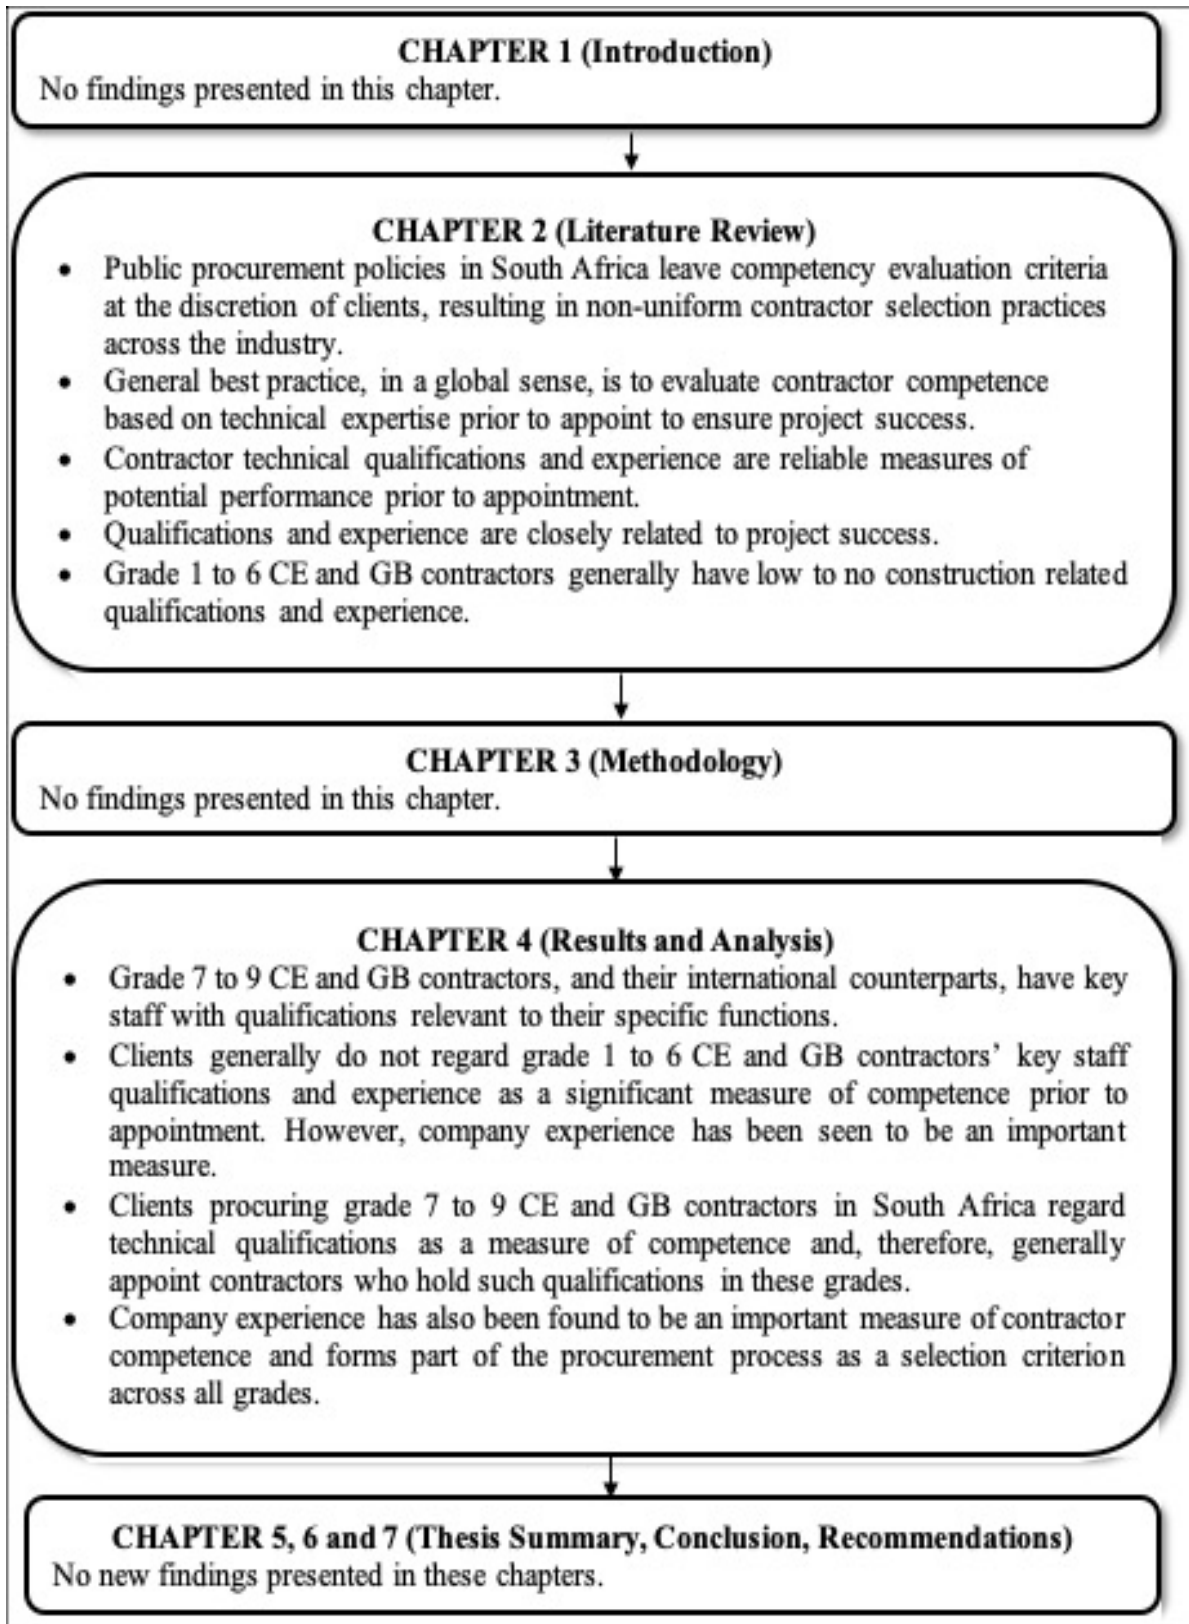 CHAPTER 1 (Introduction)
No findings presented in this chapter.
CHAPTER 2 (Literature Review)
• Public procurement policies in South Africa leave competency evaluation criteria
at the discretion of clients, resulting in non-uniform contractor selection practices
across the industry.
• General best practice, in a global sense, is to evaluate contractor competence
based on technical expertise prior to appoint to ensure project success.
• Contractor technical qualifications and experience are reliable measures of
potential performance prior to appointment.
• Qualifications and experience are closely related to project success.
• Grade 1 to 6 CE and GB contractors generally have low to no construction related
qualifications and experience.
CHAPTER 3 (Methodology)
No findings presented in this chapter.
CHAPTER 4 (Results and Analysis)
• Grade 7 to 9 CE and GB contractors, and their international counterparts, have key
staff with qualifications relevant to their specific functions.
• Clients generally do not regard grade 1 to 6 CE and GB contractors’ key staff
qualifications and experience as a significant measure of competence prior to
appointment. However, company experience has been seen to be an important
measure.
• Clients procuring grade 7 to 9 CE and GB contractors in South Africa regard
technical qualifications as a measure of competence and, therefore, generally
appoint contractors who hold such qualifications in these grades.
• Company experience has also been found to be an important measure of contractor
competence and forms part of the procurement process as a selection criterion
across all grades.
CHAPTER 5, 6 and 7 (Thesis Summary, Conclusion, Recommendations)
No new findings presented in these chapters.